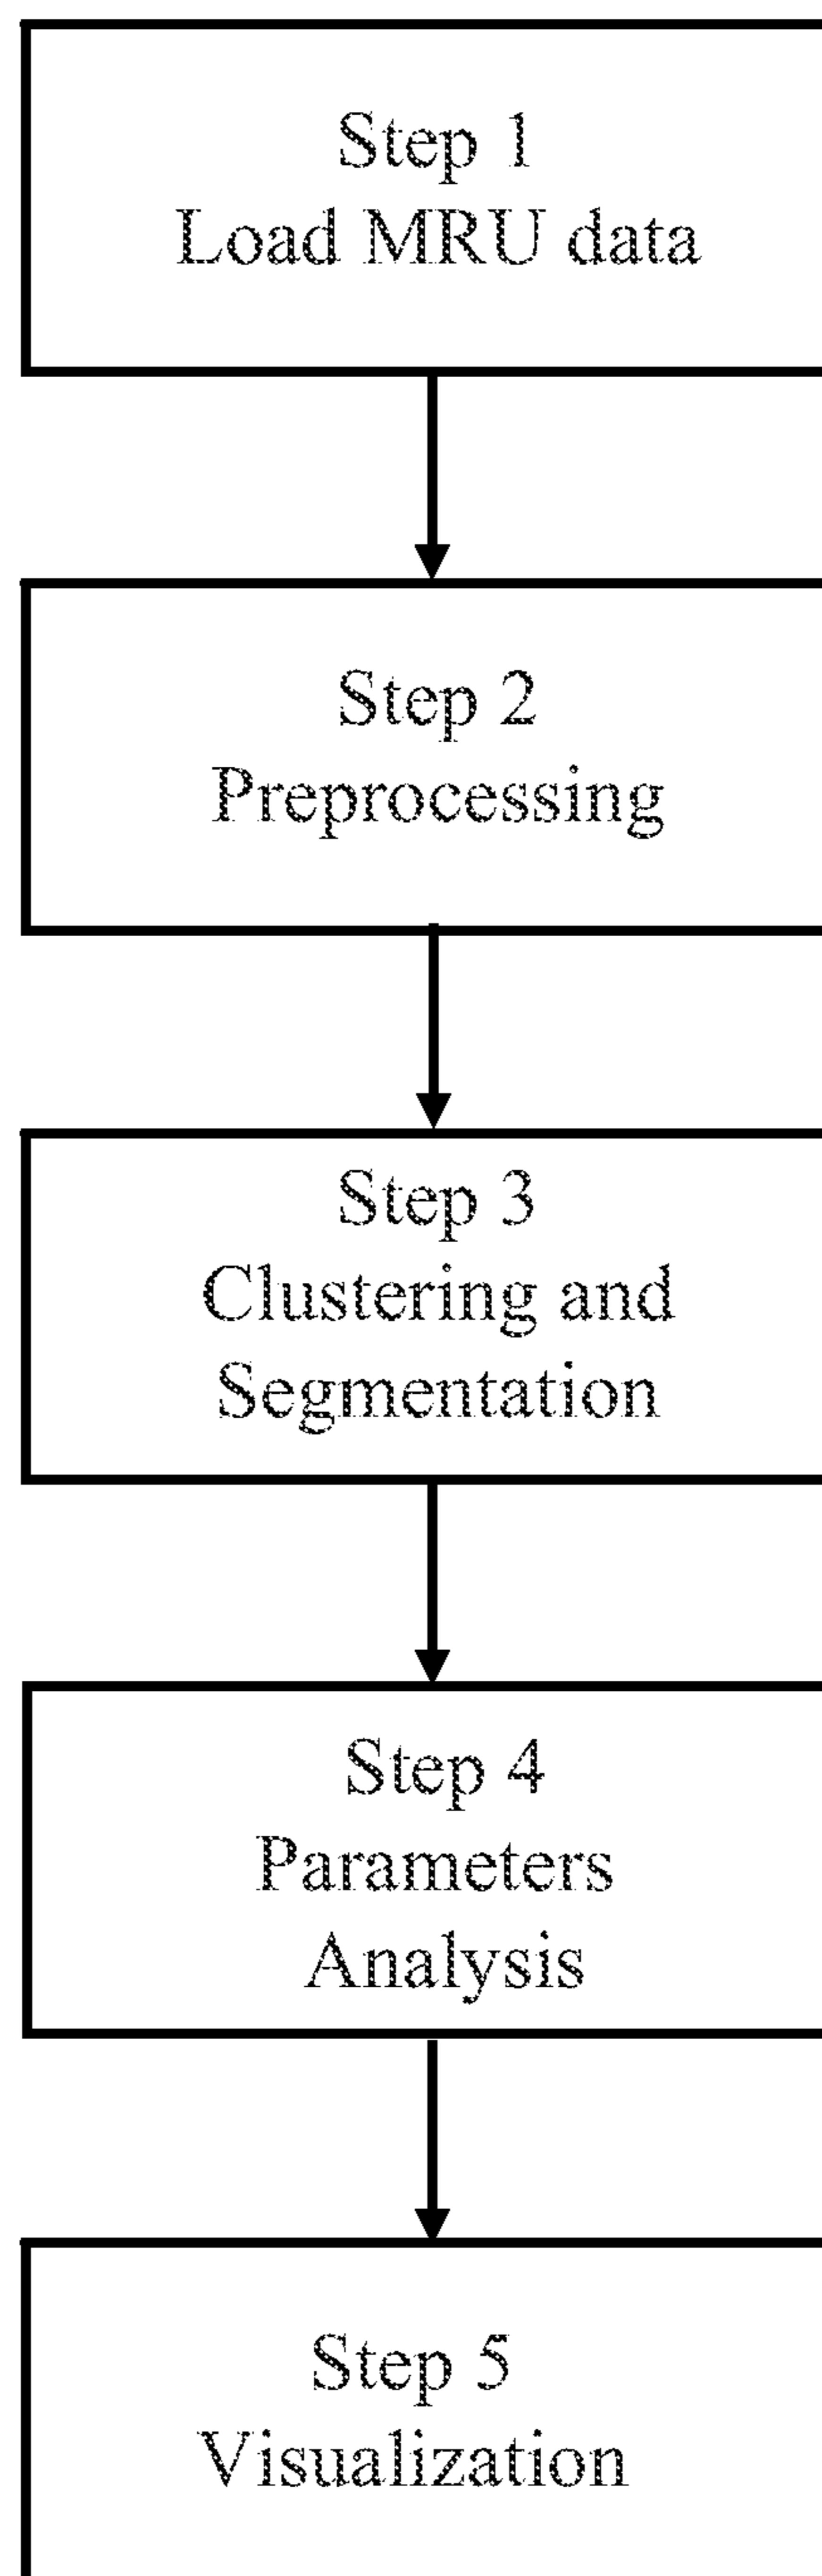 Step 1
Load MRU data
Step 2
Preprocessing
Step 3
Clustering and
Segmentation
Step 4
Parameters
Analysis
Step 5
Visualization